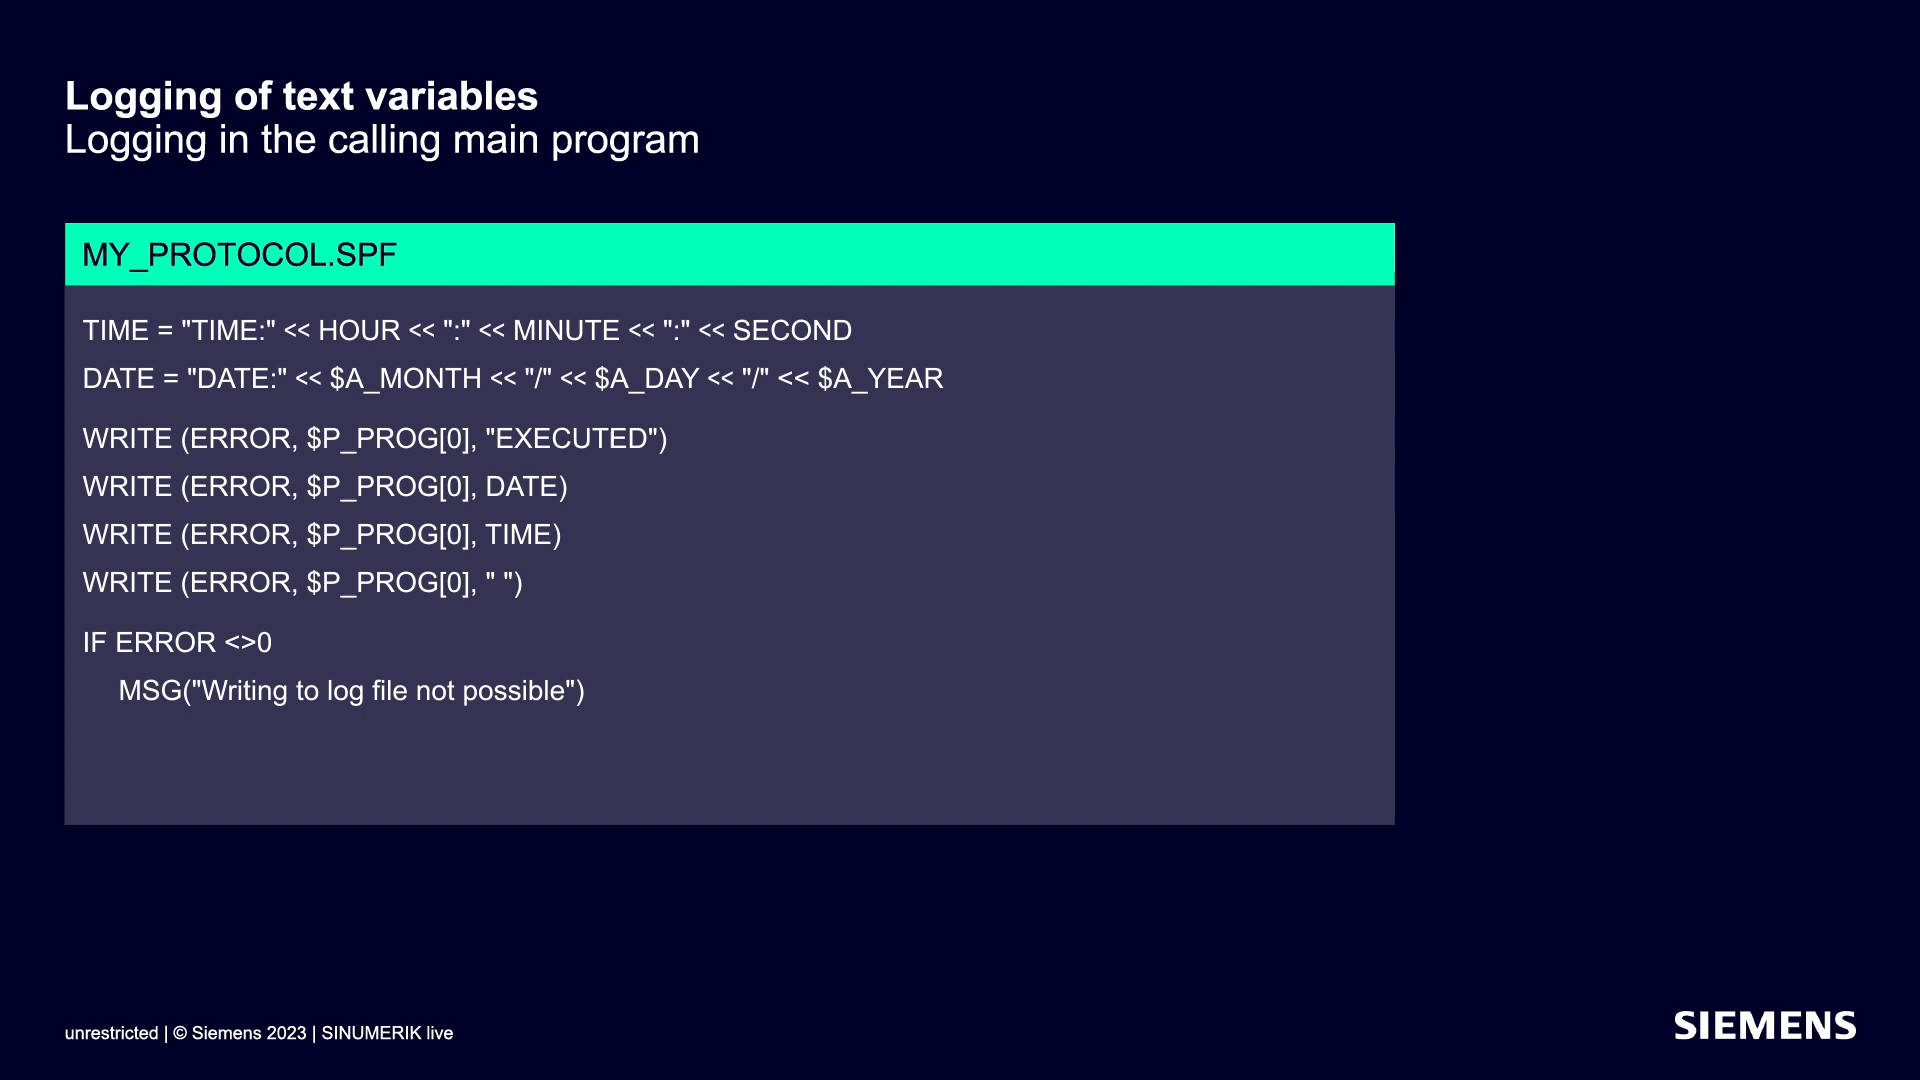 Logging of text variables
Logging in the calling main program
MY_PROTOCOL.SPF
TIME = "TIME:" << HOUR << ":" << MINUTE << ":" << SECOND
DATE = "DATE:" << $A_MONTH << "/" << $A_DAY << "/" << $A_YEAR
WRITE (ERROR, $P_PROG[0], "EXECUTED")
WRITE (ERROR, $P_PROG[0], DATE)
WRITE (ERROR, $P_PROG[0], TIME)
WRITE (ERROR, $P_PROG[0], " ")
IF ERROR <>0
MSG("Writing to log file not possible")
unrestricted | © Siemens 2023 | SINUMERIK live
SIEMENS